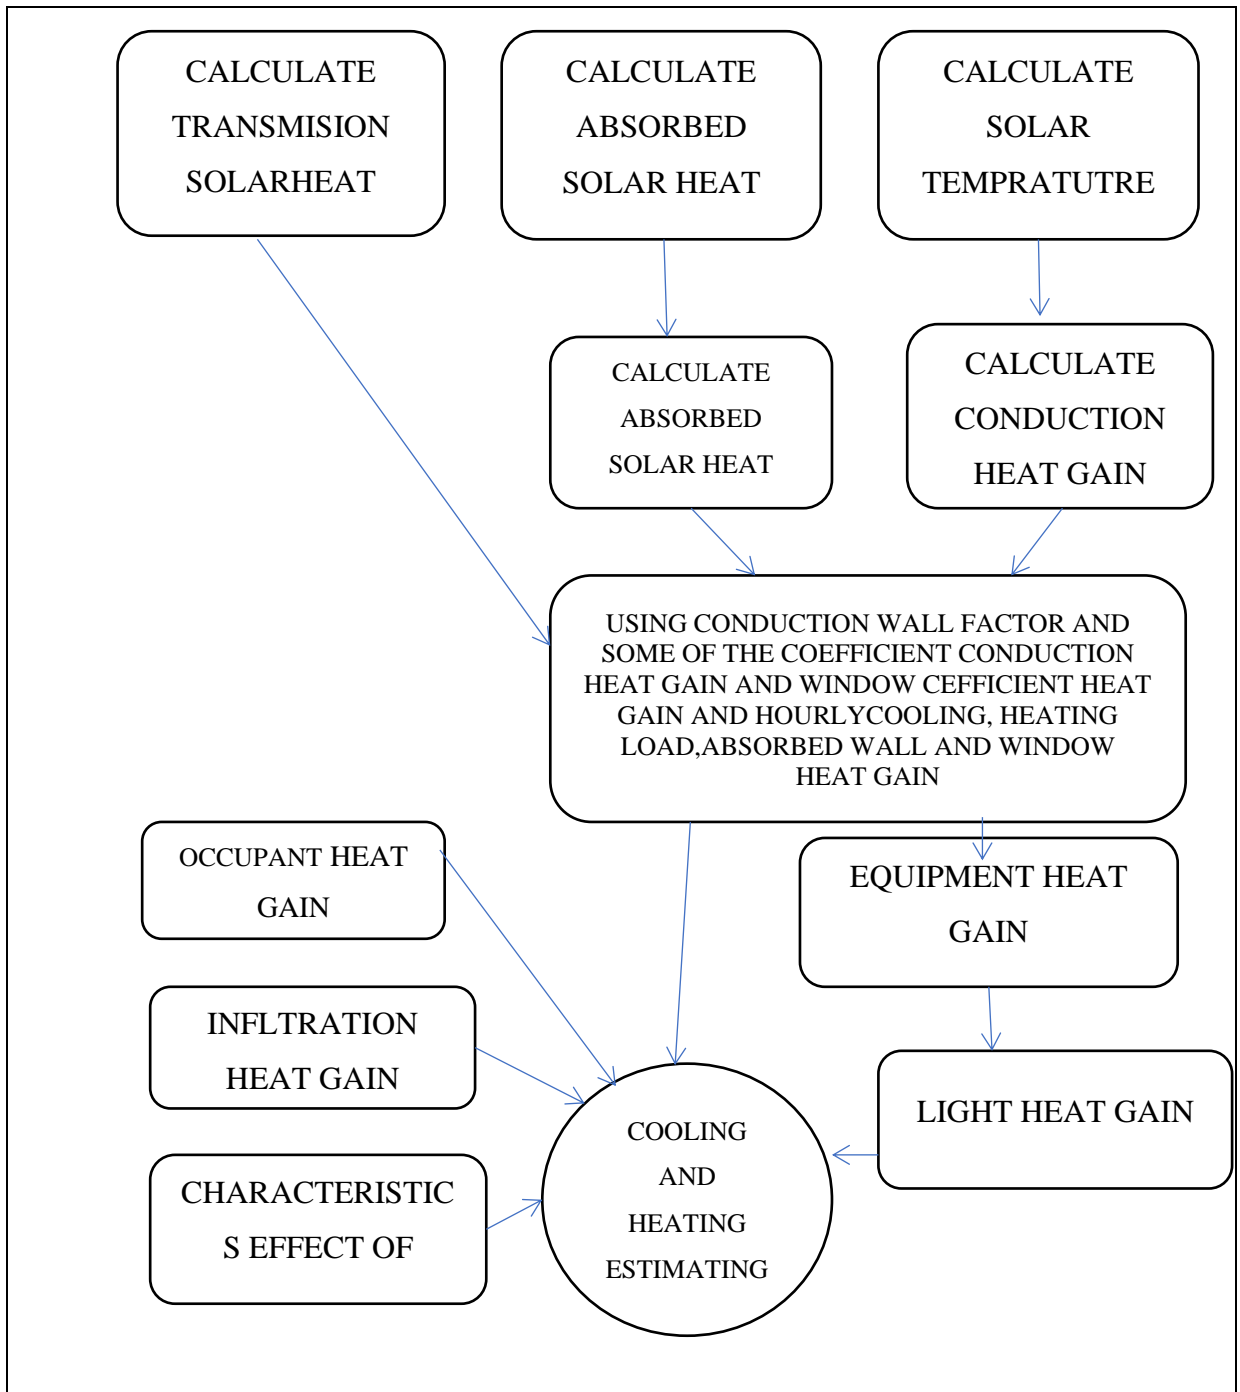 CALCULATE
TRANSMISION
SOLARHEAT
CALCULATE
ABSORBED
SOLAR HEAT
CALCULATE
SOLAR
TEMPRATUTRE
CALCULATE
ABSORBED
SOLAR HEAT
CALCULATE
CONDUCTION
HEAT GAIN
USING CONDUCTION WALL FACTOR AND
SOME OF THE COEFFICIENT CONDUCTION
HEAT GAIN AND WINDOW CEFFICIENT HEAT
GAIN AND HOURLYCOOLING, HEATING
LOAD,ABSORBED WALL AND WINDOW
HEAT GAIN
OCCUPANT HEAT
GAIN
EQUIPMENT HEAT
GAIN
INFLTRATION
HEAT GAIN
LIGHT HEAT GAIN
CHARACTERISTIC
S EFFECT OF
COOLING
AND
HEATING
ESTIMATING